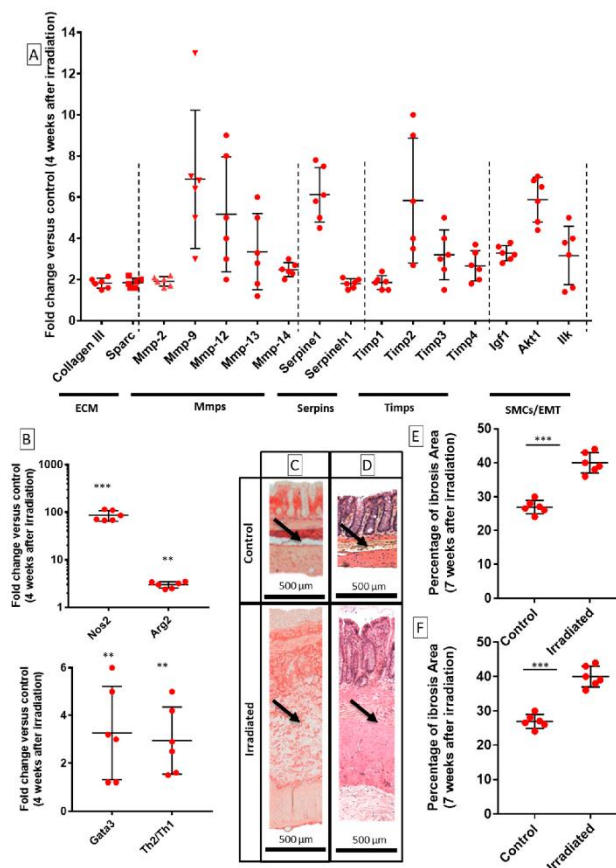 A
Fold change versus control (4 weeks after irradiation)
14
12
10
8
6
4
2
0
Collagen III
Sparc
Mmp-2
Mmp-9
Mmp-12
Mmp-13
Mmp-14
Serpine1
Serpineh1
Timp1
Timp2
Timp3
Timp4
Igf1
Akt1
Ilk
ECM
Mmps
Serpins
Timps
SMCs/EMT
B
Fold change versus control
(4 weeks after irradiation)
1000
100
10
1
***
**
Nos2
Arg2
Fold change versus control
(4 weeks after irradiation)
6
4
2
0
**
**
Gata3
Th2/Th1
C
D
Control
500 µm
500 µm
Irradiated
500 µm
500 µm
E
Percentage of ibrosis Area
(7 weeks after irradiation)
50
40
30
20
10
0
***
Control
Irradiated
F
Percentage of ibrosis Area
(7 weeks after irradiation)
50
40
30
20
10
0
***
Control
Irradiated